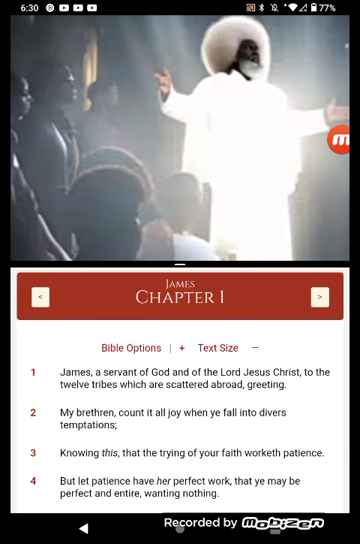 6:30
77%
m
James
Chapter 1
<
>
Bible Options | + Text Size —
1 James, a servant of God and of the Lord Jesus Christ, to the
twelve tribes which are scattered abroad, greeting.
2 My brethren, count it all joy when ye fall into divers
temptations;
3 Knowing this, that the trying of your faith worketh patience.
4 But let patience have her perfect work, that ye may be
perfect and entire, wanting nothing.
Recorded by mobizen